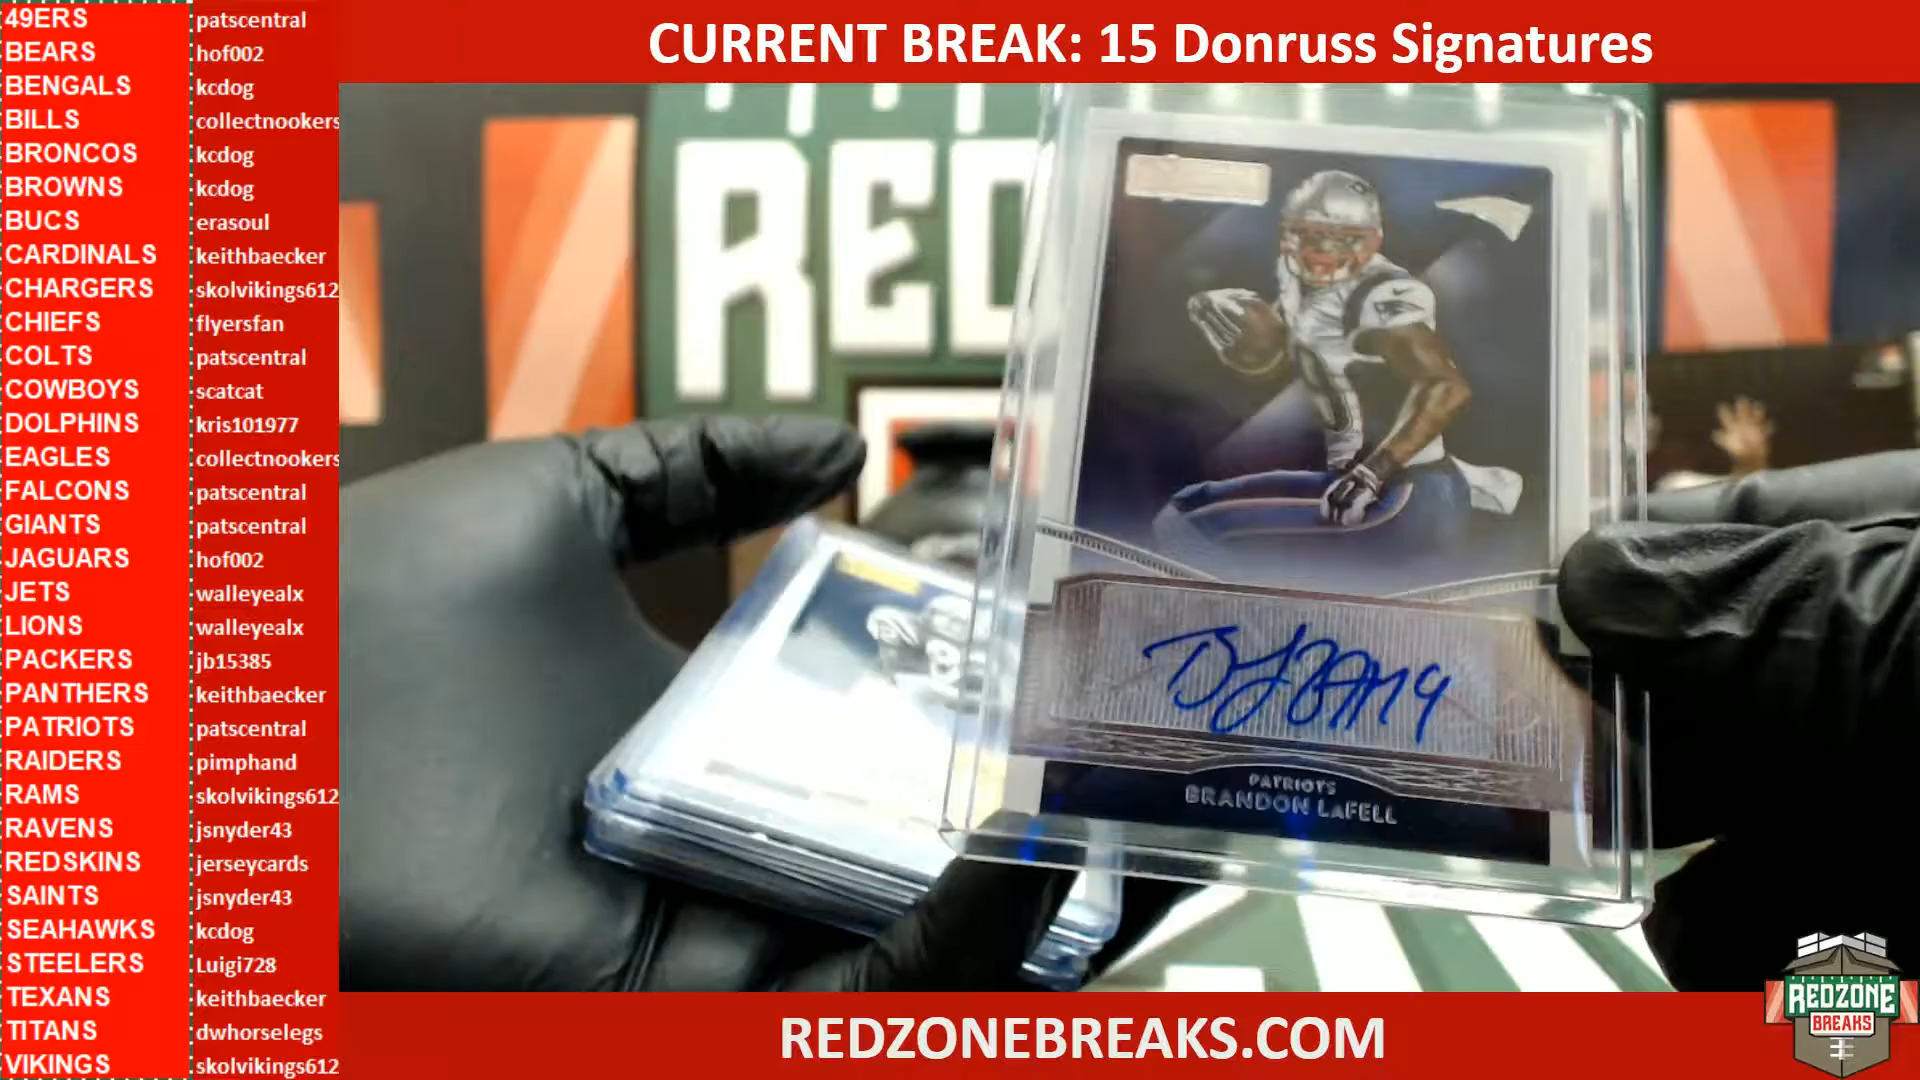 CURRENT BREAK: 15 Donruss Signatures
49ERS patscentral
BEARS hof002
BENGALS kcdog
BILLS collectnookers
BRONCOS kcdog
BROWNS kcdog
BUCS erasoul
CARDINALS keithbaecker
CHARGERS skolvikings612
CHIEFS flyersfan
COLTS patscentral
COWBOYS scatcat
DOLPHINS kris101977
EAGLES collectnookers
FALCONS patscentral
GIANTS patscentral
JAGUARS hof002
JETS walleyealx
LIONS walleyealx
PACKERS jb15385
PANTHERS keithbaecker
PATRIOTS patscentral
RAIDERS pimphand
RAMS skolvikings612
RAVENS jsnyder43
REDSKINS jerseycards
SAINTS jsnyder43
SEAHAWKS kcdog
STEELERS Luigi728
TEXANS keithbaecker
TITANS dwhorselegs
VIKINGS skolvikings612
RED
PATRIOTS
BRANDON LAFELL
REDZONEBREAKS.COM
REDZONE
BREAKS